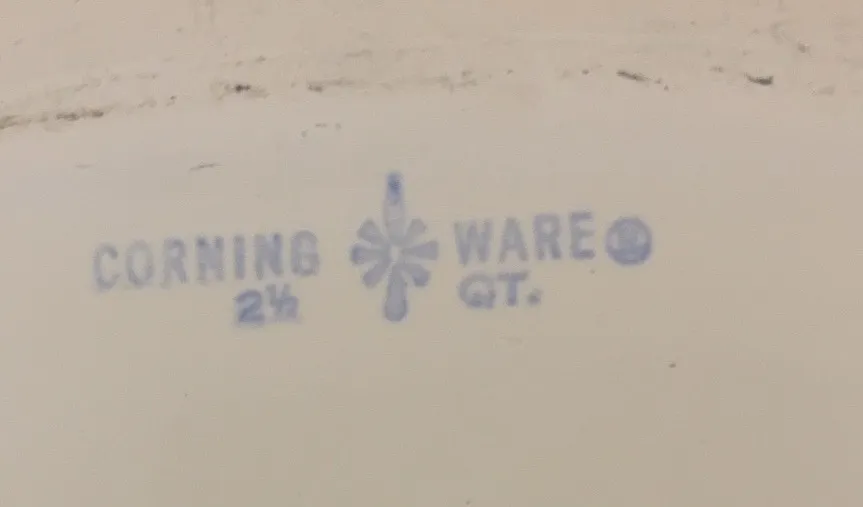 CORNING WARE ®
2½ QT.